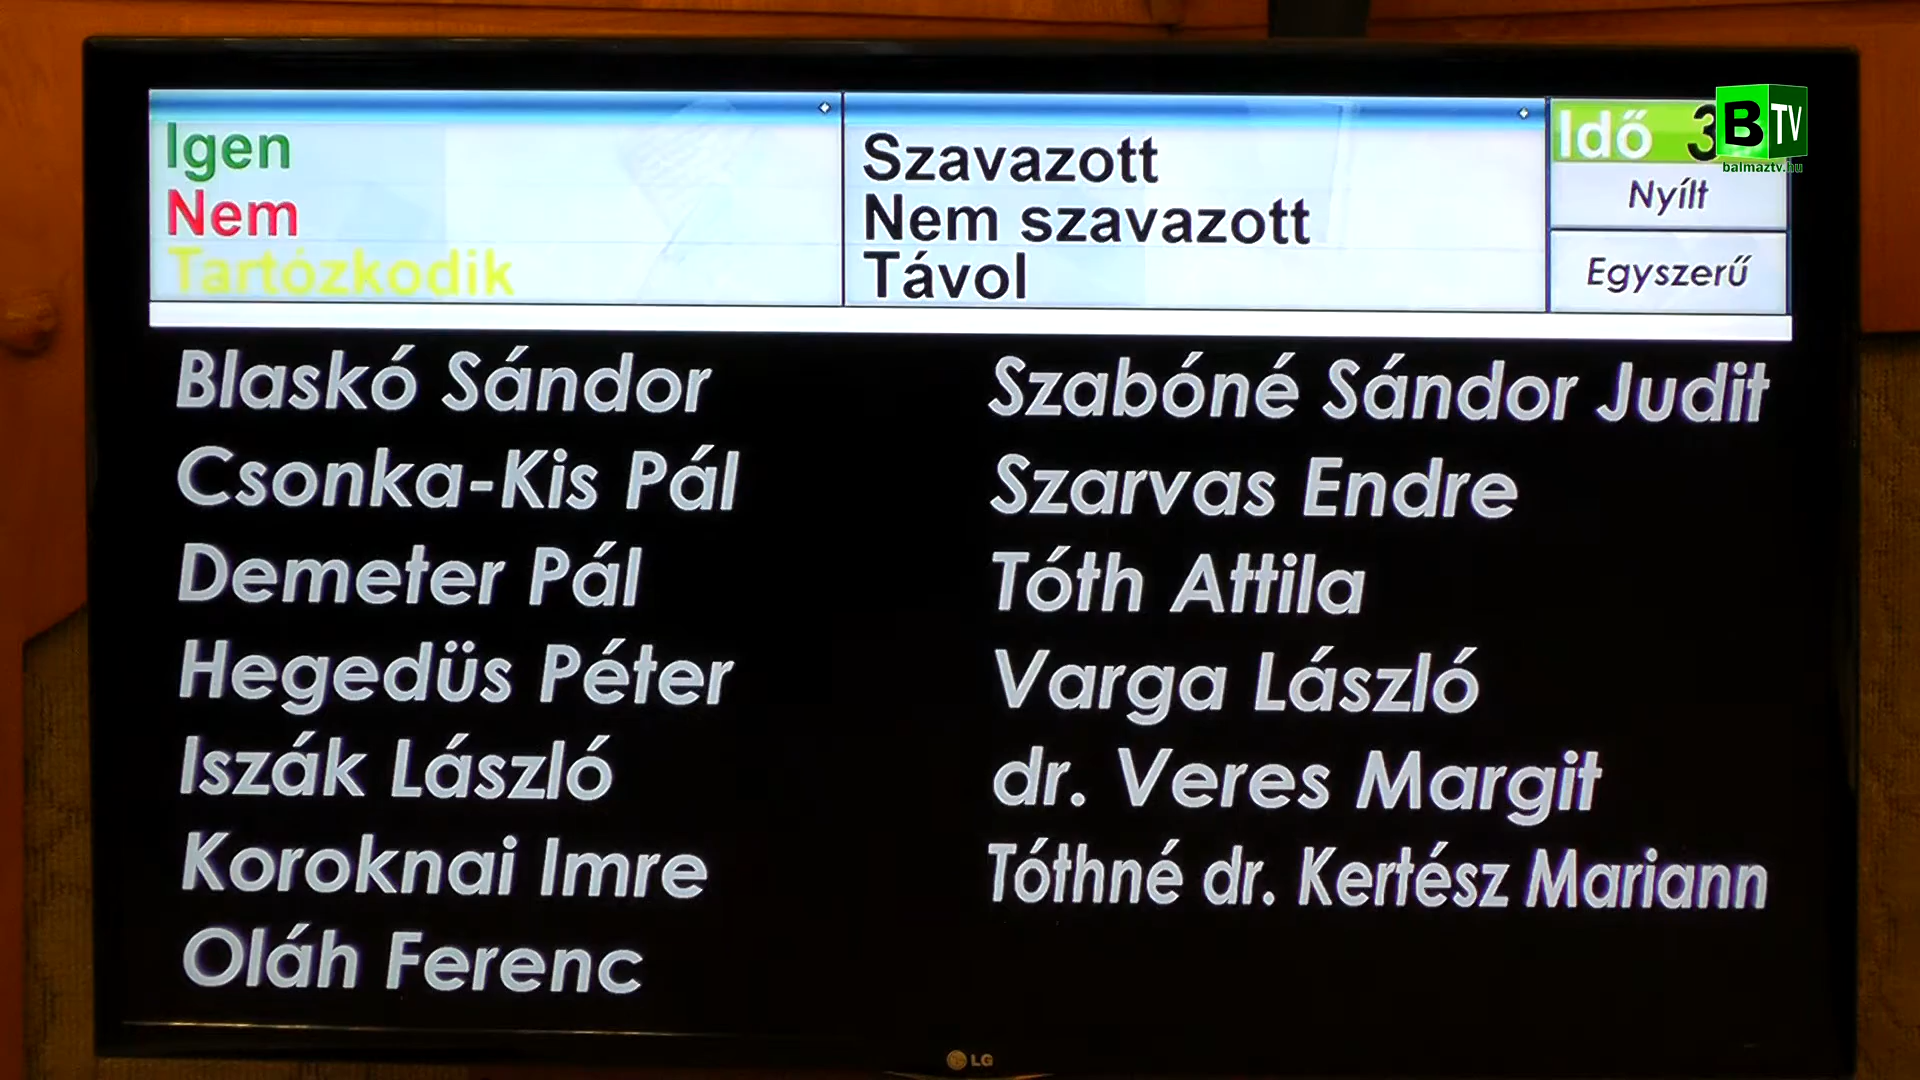 Igen
Nem
Tartózkodik
Szavazott
Nem szavazott
Távol
Idő 3
Nyílt
Egyszerű
B TV
balmaztv.hu
Blaskó Sándor
Csonka-Kis Pál
Demeter Pál
Hegedüs Péter
Iszák László
Koroknai Imre
Oláh Ferenc
Szabóné Sándor Judit
Szarvas Endre
Tóth Attila
Varga László
dr. Veres Margit
Tóthné dr. Kertész Mariann
LG